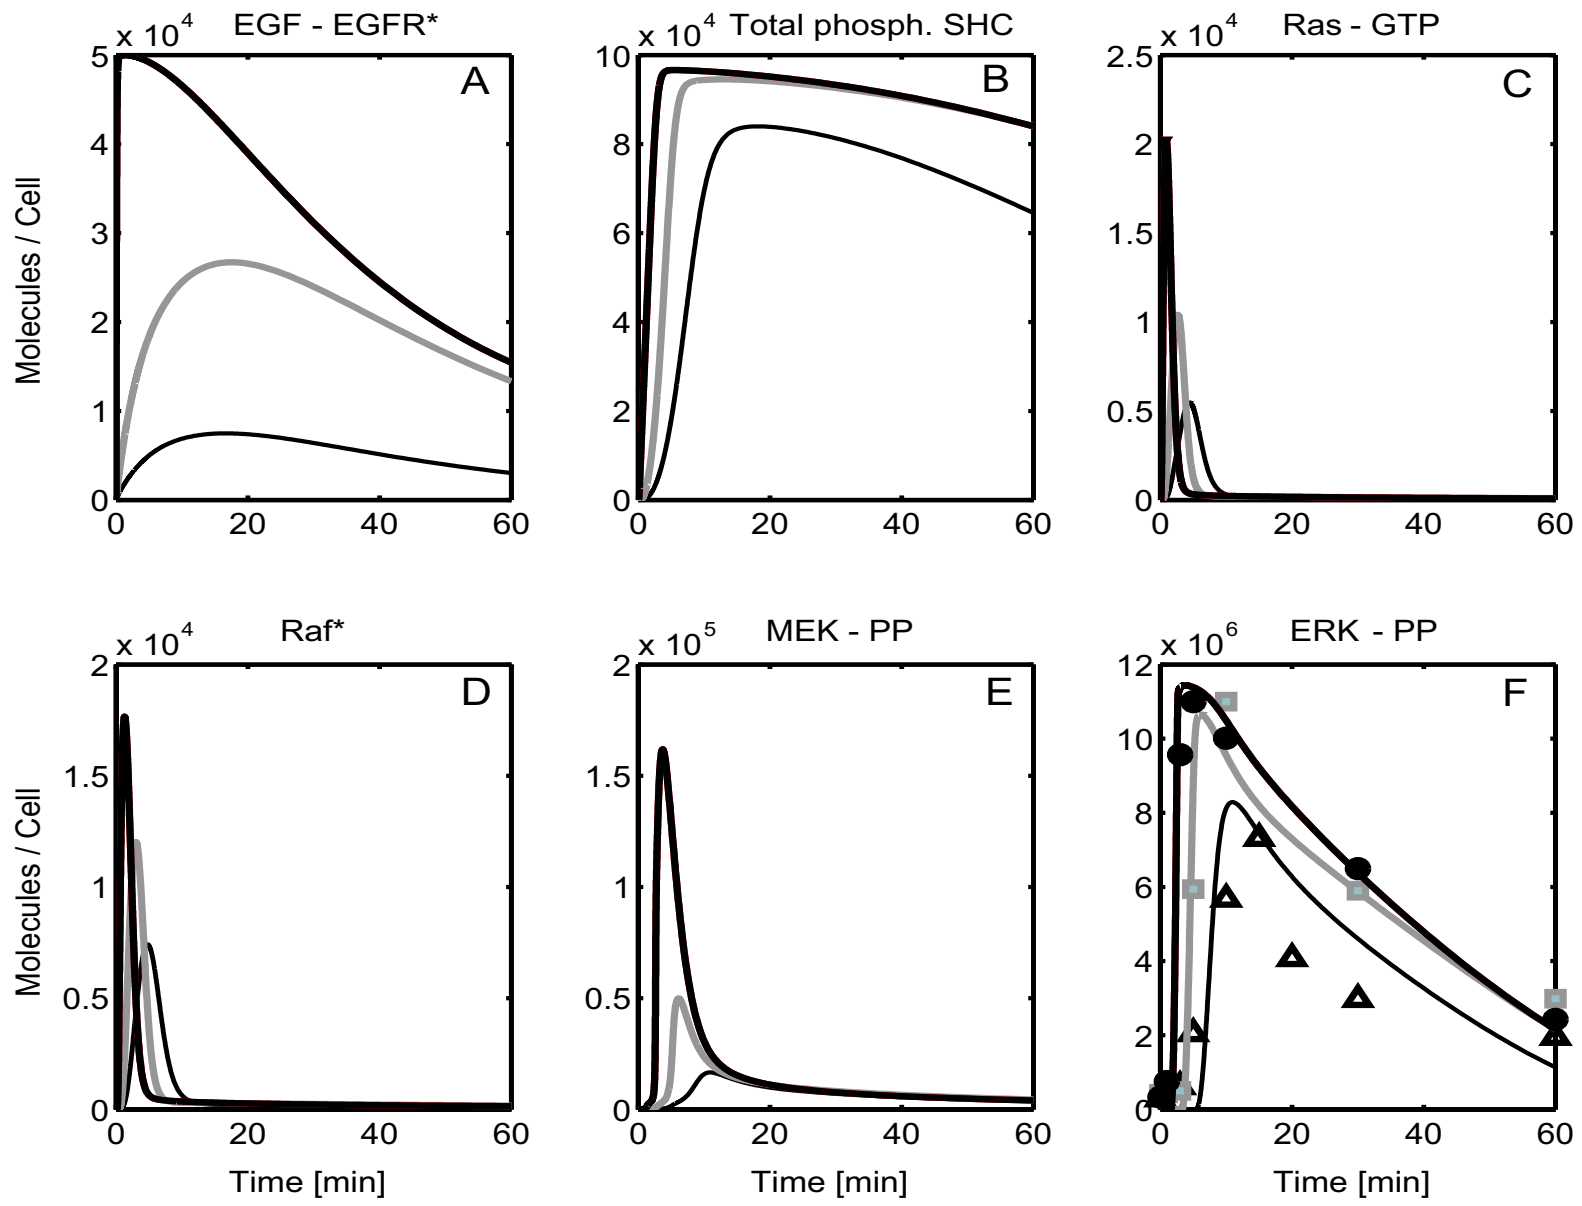 x 10^4 EGF - EGFR* A
5
4
3
2
1
0
0 20 40 60
Molecules / Cell
x 10^4 Total phosph. SHC B
10
8
6
4
2
0
0 20 40 60
x 10^4 Ras - GTP C
2.5
2
1.5
1
0.5
0
0 20 40 60
x 10^4 Raf* D
2
1.5
1
0.5
0
0 20 40 60
Molecules / Cell
Time [min]
x 10^5 MEK - PP E
2
1.5
1
0.5
0
0 20 40 60
Time [min]
x 10^6 ERK - PP F
12
10
8
6
4
2
0
0 20 40 60
Time [min]